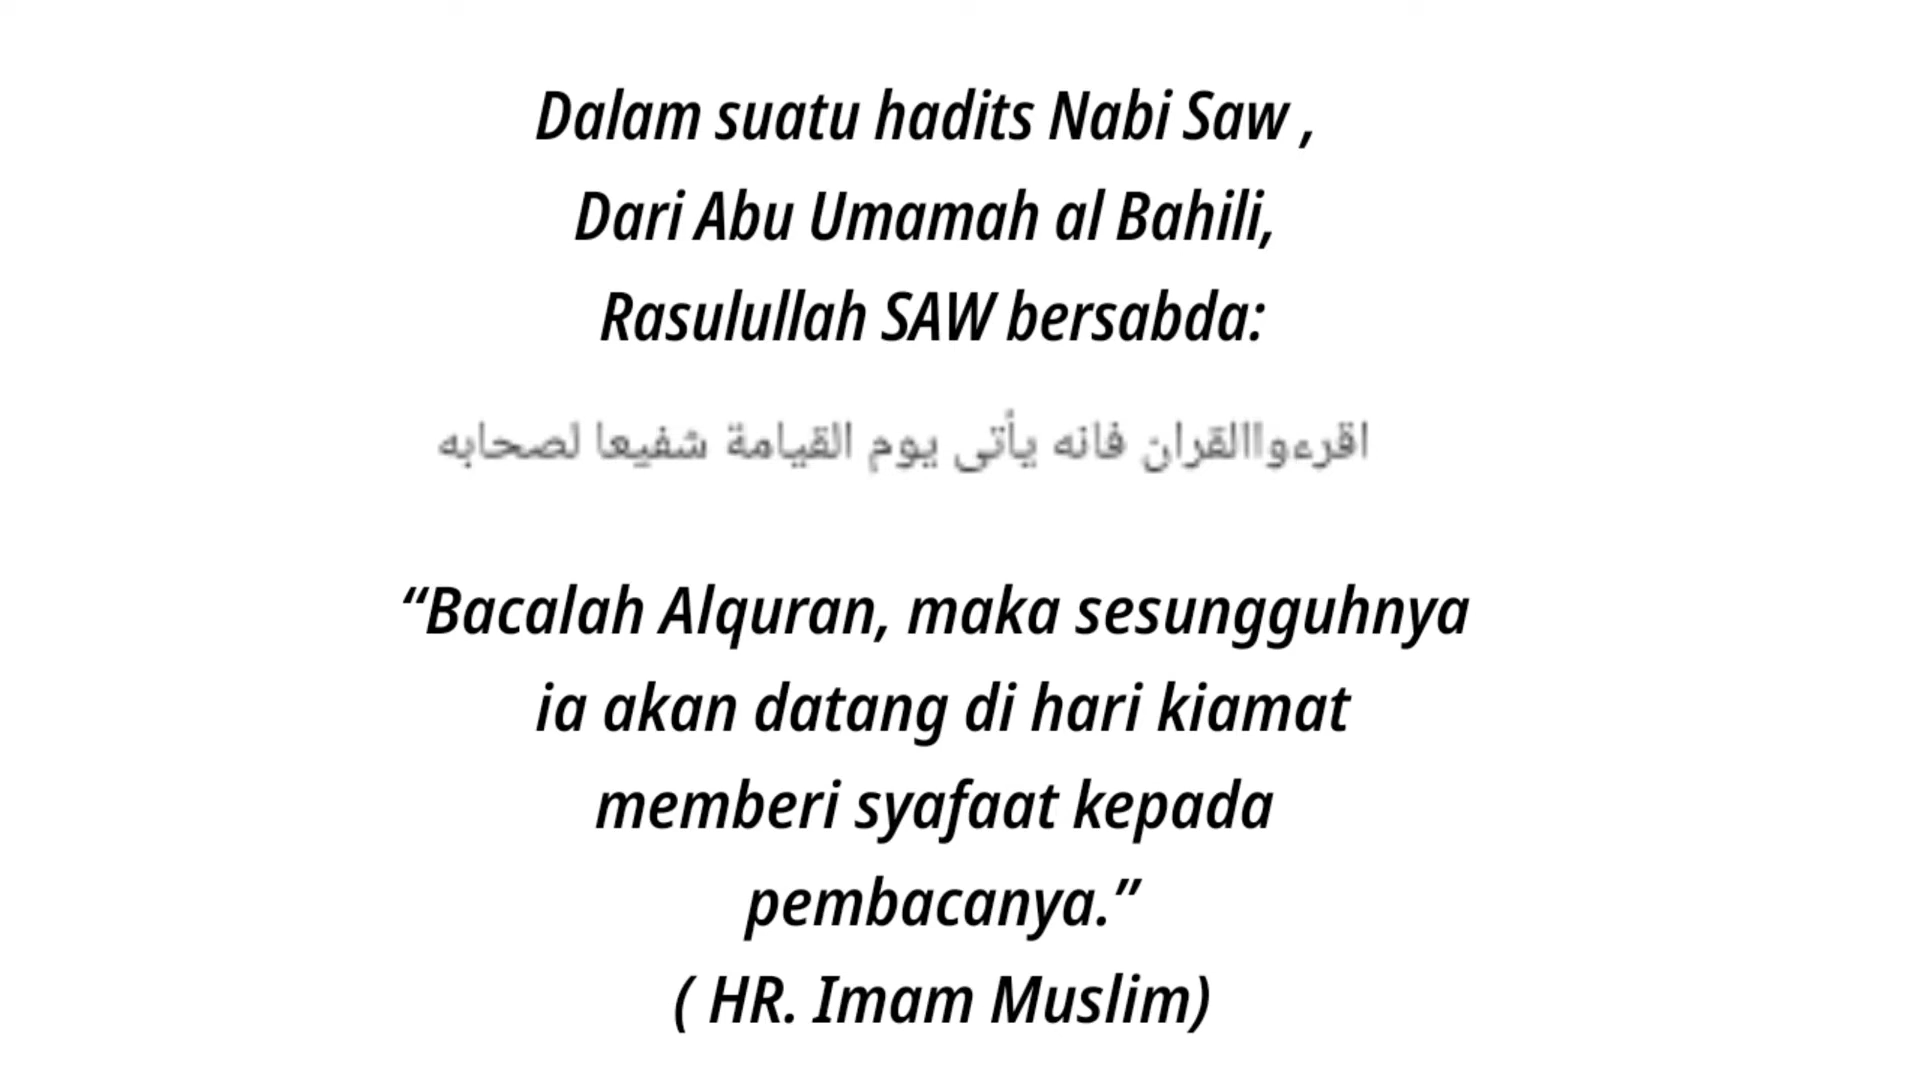 Dalam suatu hadits Nabi Saw ,
Dari Abu Umamah al Bahili,
Rasulullah SAW bersabda:
اقرءوااالقران فانه يأتى يوم القيامة شفيعا لصحابه
“Bacalah Alquran, maka sesungguhnya
ia akan datang di hari kiamat
memberi syafaat kepada
pembacanya.”
( HR. Imam Muslim)